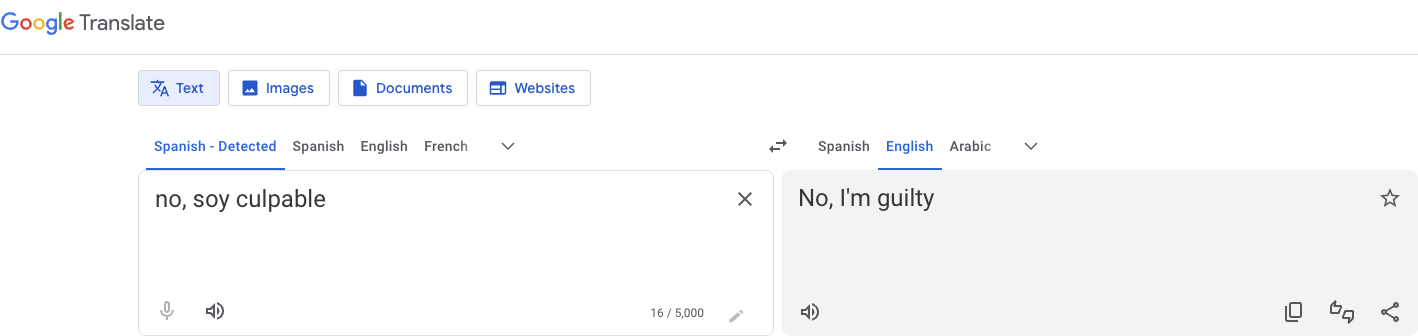 Google Translate
Text Images Documents Websites
Spanish - Detected Spanish English French Spanish English Arabic
no, soy culpable No, I'm guilty
16 / 5,000